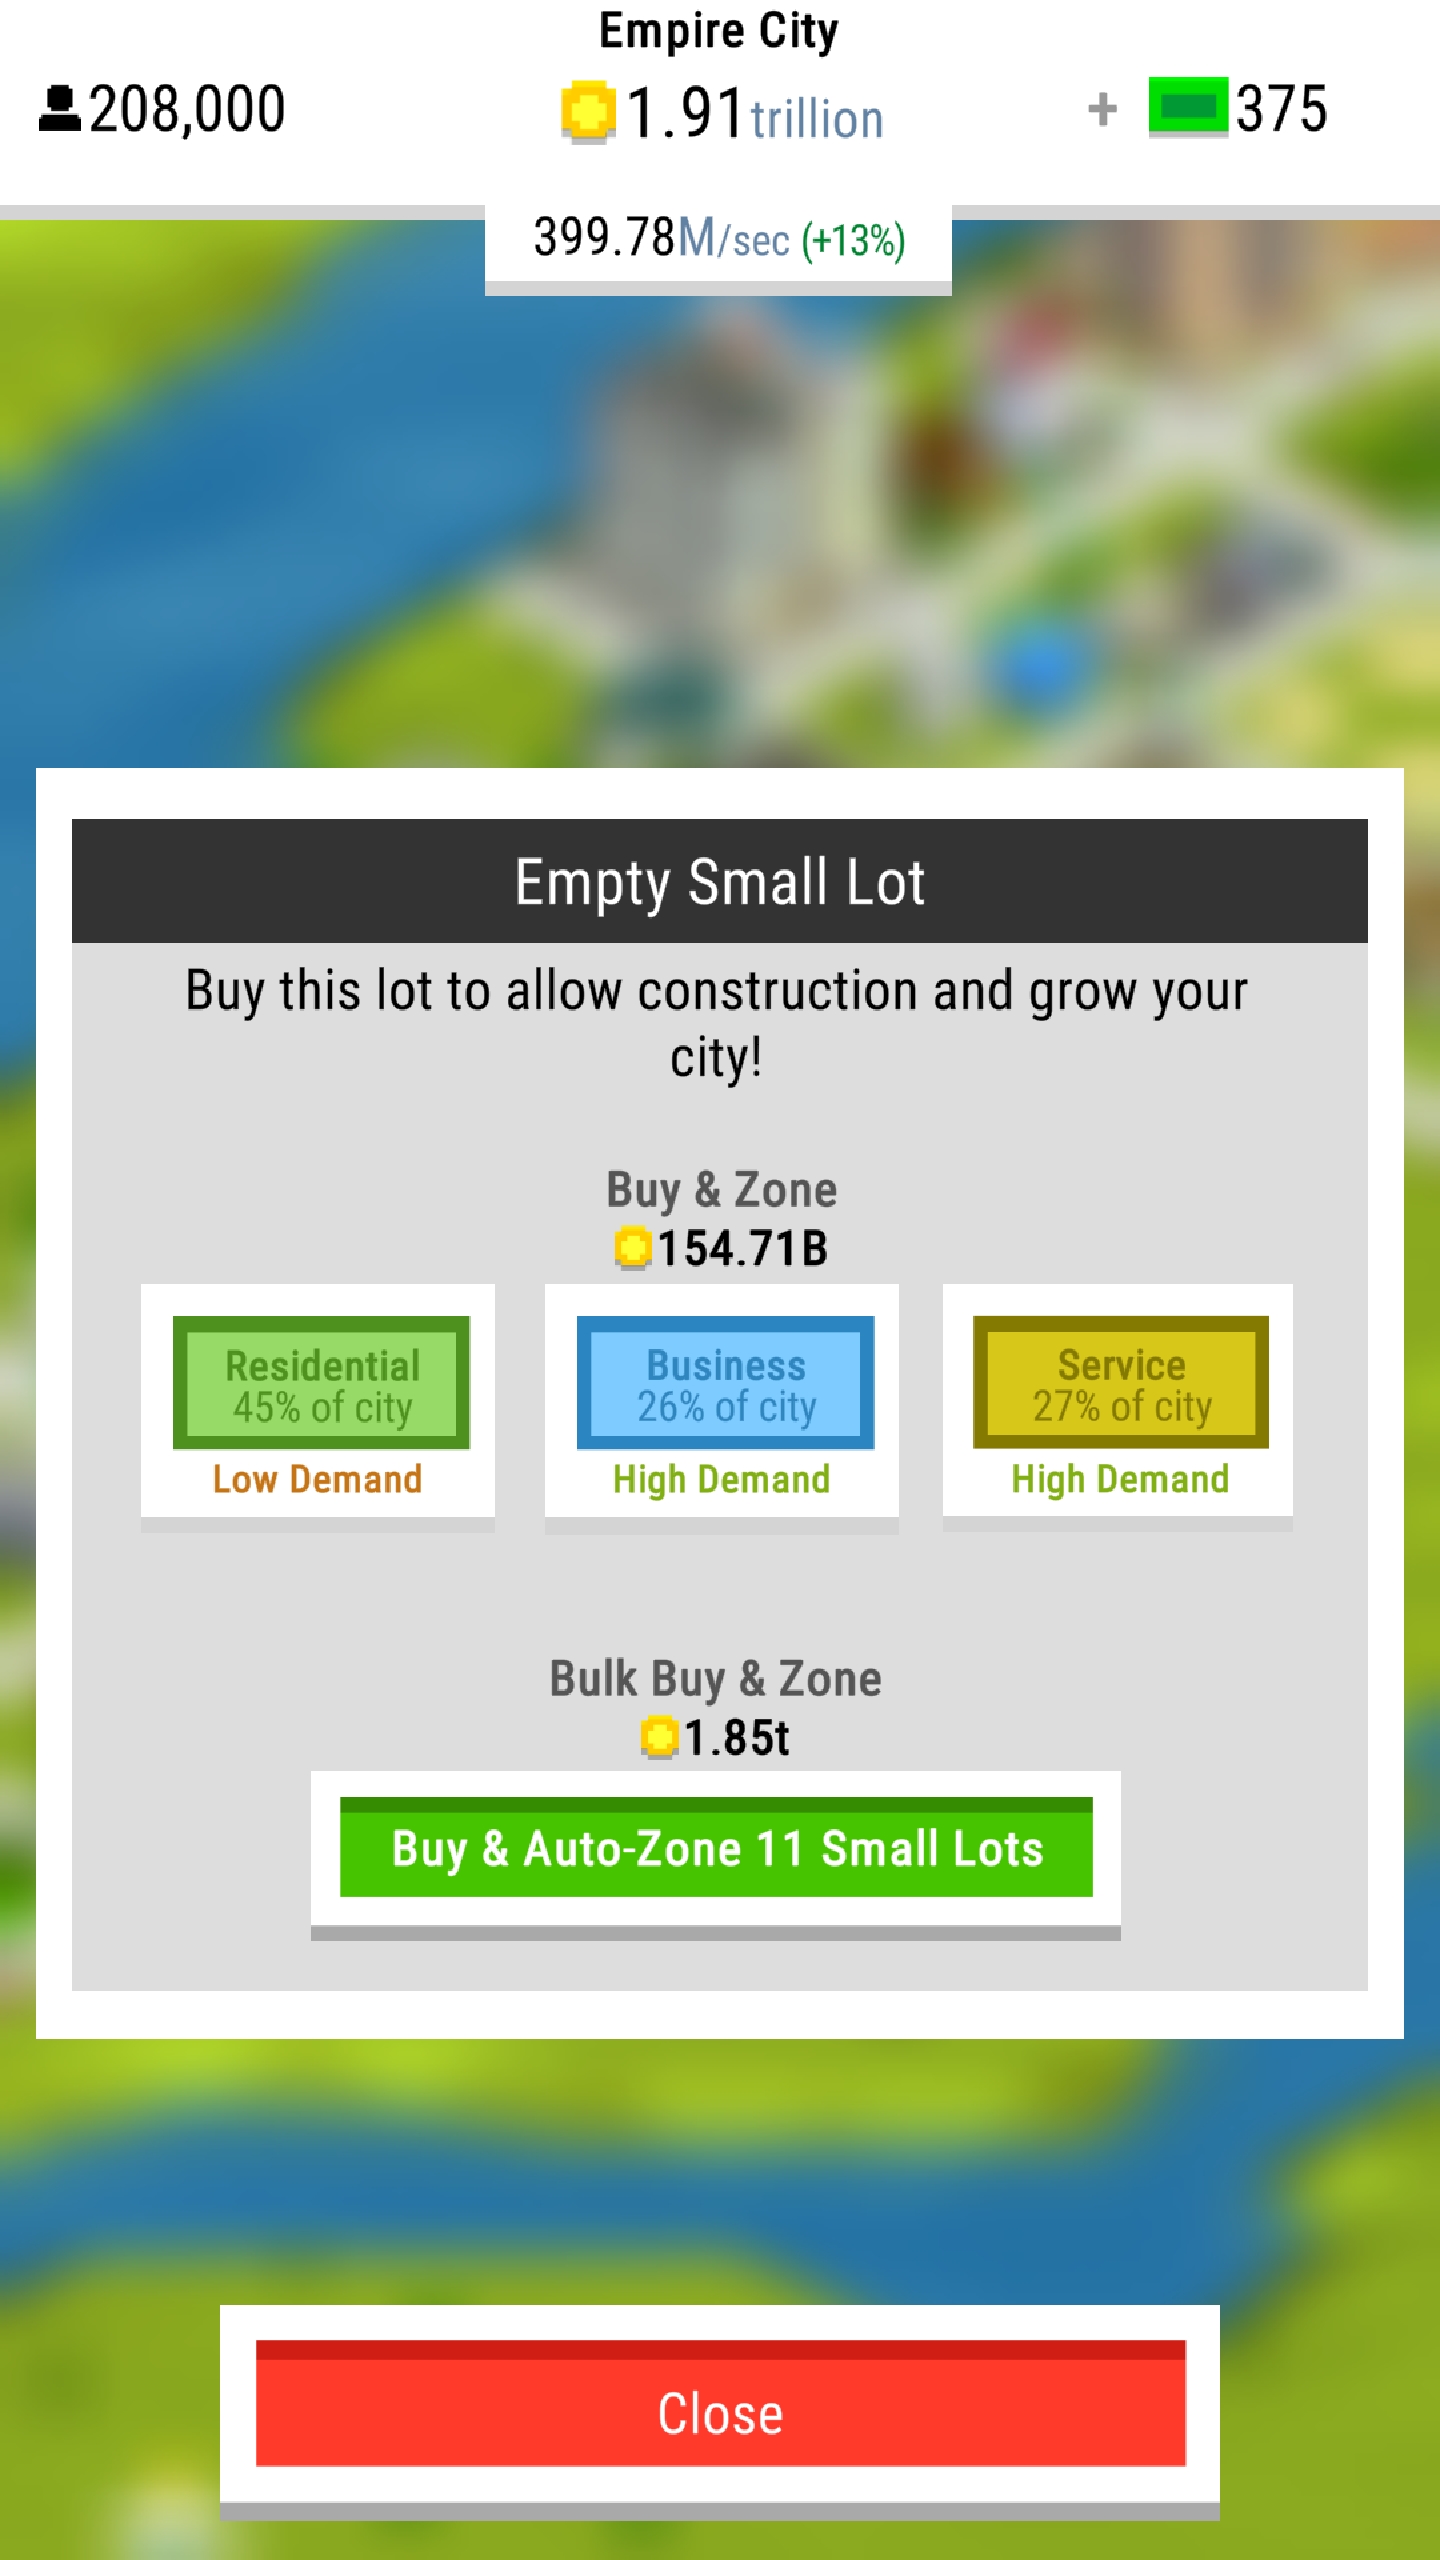 Empire City
208,000
1.91trillion
+ 375
399.78M/sec (+13%)
Empty Small Lot
Buy this lot to allow construction and grow your
city!
Buy & Zone
154.71B
Residential
45% of city
Low Demand
Business
26% of city
High Demand
Service
27% of city
High Demand
Bulk Buy & Zone
1.85t
Buy & Auto-Zone 11 Small Lots
Close